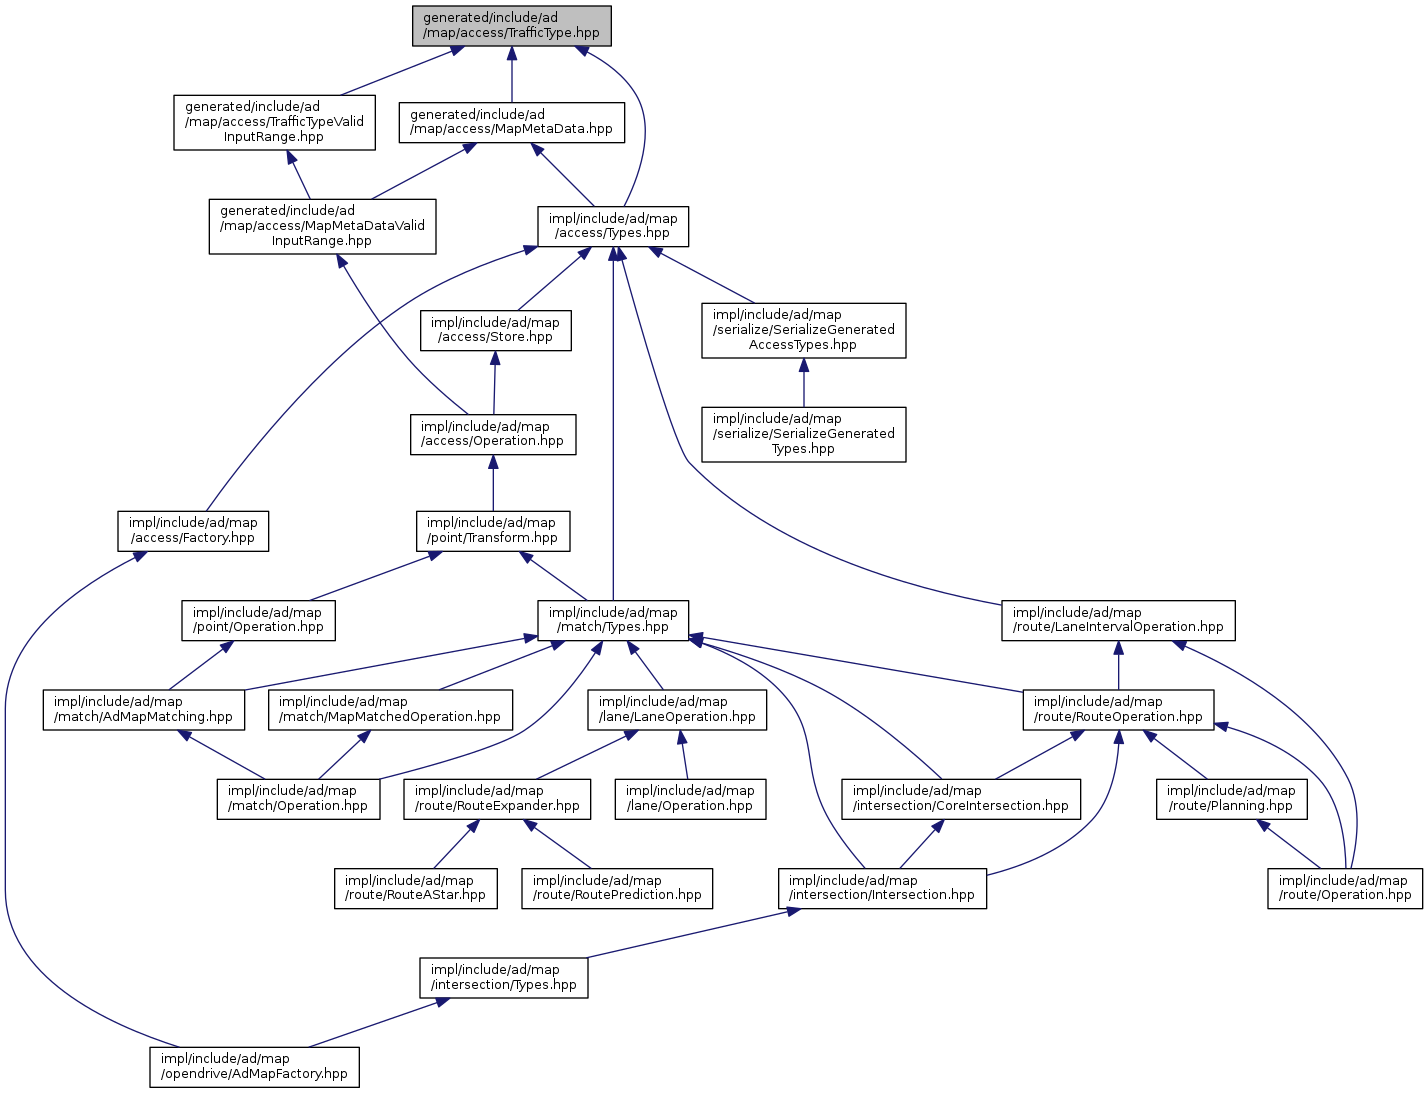 generated/include/ad
/map/access/TrafficType.hpp
generated/include/ad
/map/access/TrafficTypeValid
InputRange.hpp
generated/include/ad
/map/access/MapMetaData.hpp
generated/include/ad
/map/access/MapMetaDataValid
InputRange.hpp
impl/include/ad/map
/access/Types.hpp
impl/include/ad/map
/access/Store.hpp
impl/include/ad/map
/serialize/SerializeGenerated
AccessTypes.hpp
impl/include/ad/map
/access/Operation.hpp
impl/include/ad/map
/serialize/SerializeGenerated
Types.hpp
impl/include/ad/map
/access/Factory.hpp
impl/include/ad/map
/point/Transform.hpp
impl/include/ad/map
/point/Operation.hpp
impl/include/ad/map
/match/Types.hpp
impl/include/ad/map
/route/LaneIntervalOperation.hpp
impl/include/ad/map
/match/AdMapMatching.hpp
impl/include/ad/map
/match/MapMatchedOperation.hpp
impl/include/ad/map
/lane/LaneOperation.hpp
impl/include/ad/map
/route/RouteOperation.hpp
impl/include/ad/map
/match/Operation.hpp
impl/include/ad/map
/route/RouteExpander.hpp
impl/include/ad/map
/lane/Operation.hpp
impl/include/ad/map
/intersection/CoreIntersection.hpp
impl/include/ad/map
/route/Planning.hpp
impl/include/ad/map
/route/RouteAStar.hpp
impl/include/ad/map
/route/RoutePrediction.hpp
impl/include/ad/map
/intersection/Intersection.hpp
impl/include/ad/map
/route/Operation.hpp
impl/include/ad/map
/intersection/Types.hpp
impl/include/ad/map
/opendrive/AdMapFactory.hpp